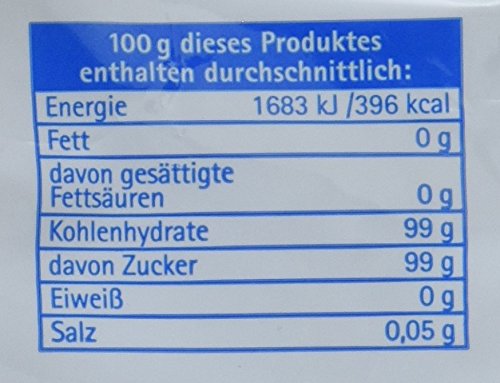 100 g dieses Produktes
enthalten durchschnittlich:
Energie 1683 kJ /396 kcal
Fett 0 g
davon gesättigte
Fettsäuren 0 g
Kohlenhydrate 99 g
davon Zucker 99 g
Eiweiß 0 g
Salz 0,05 g